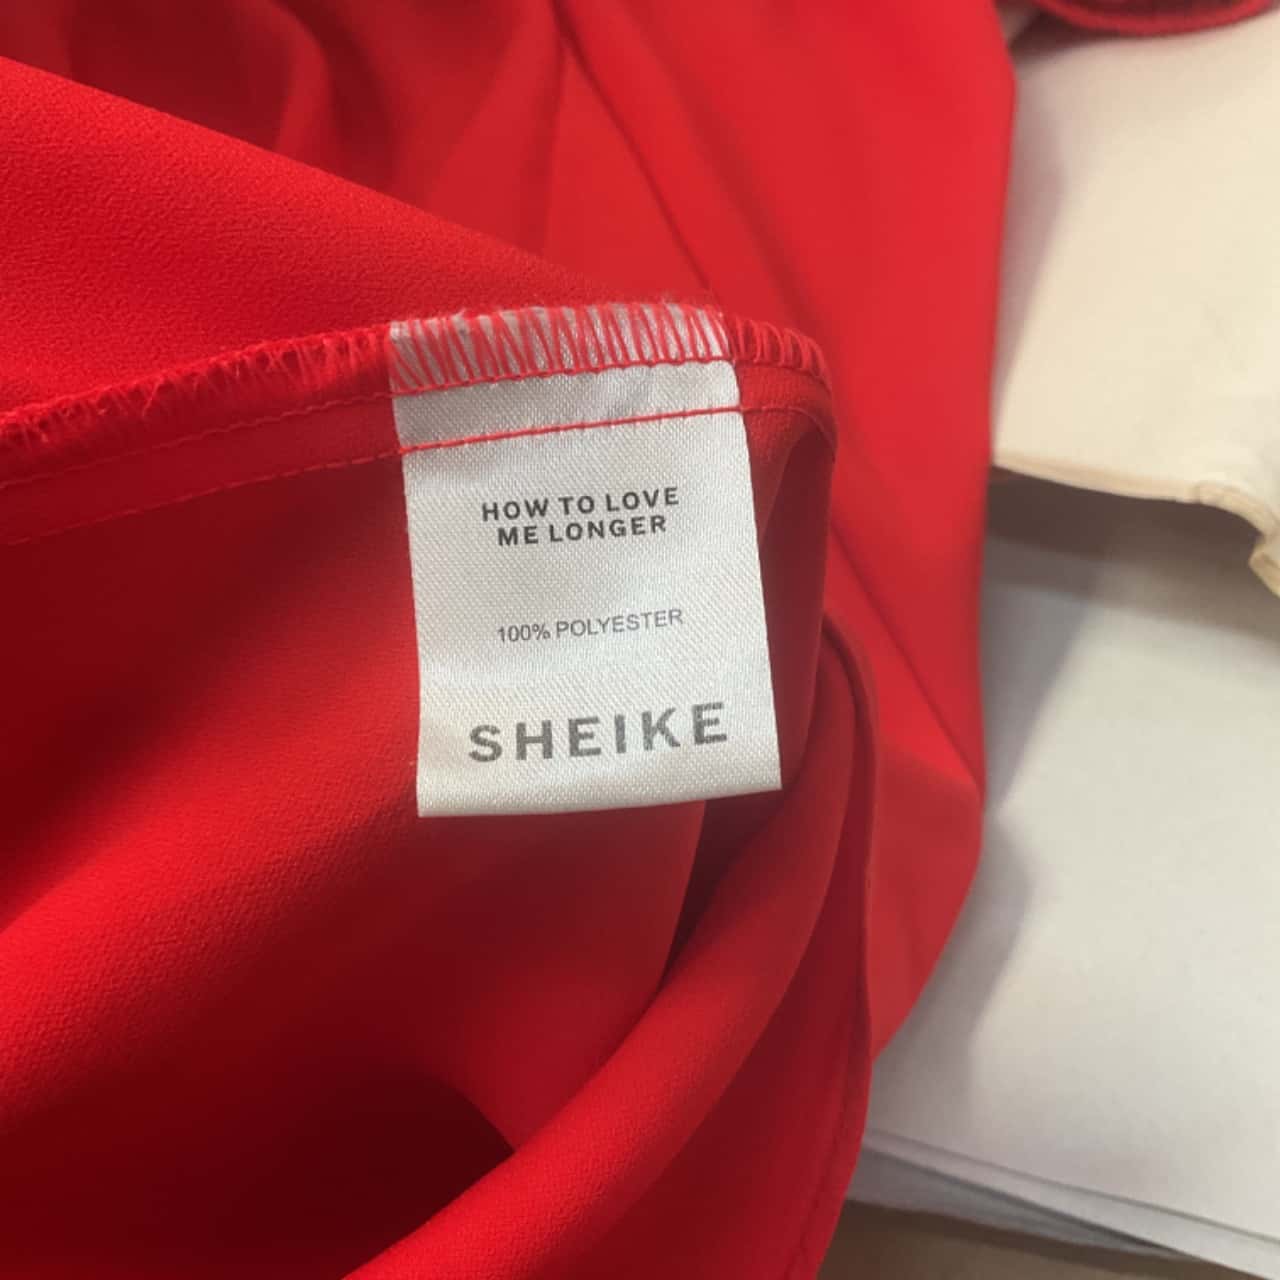 HOW TO LOVE
ME LONGER
100% POLYESTER
SHEIKE